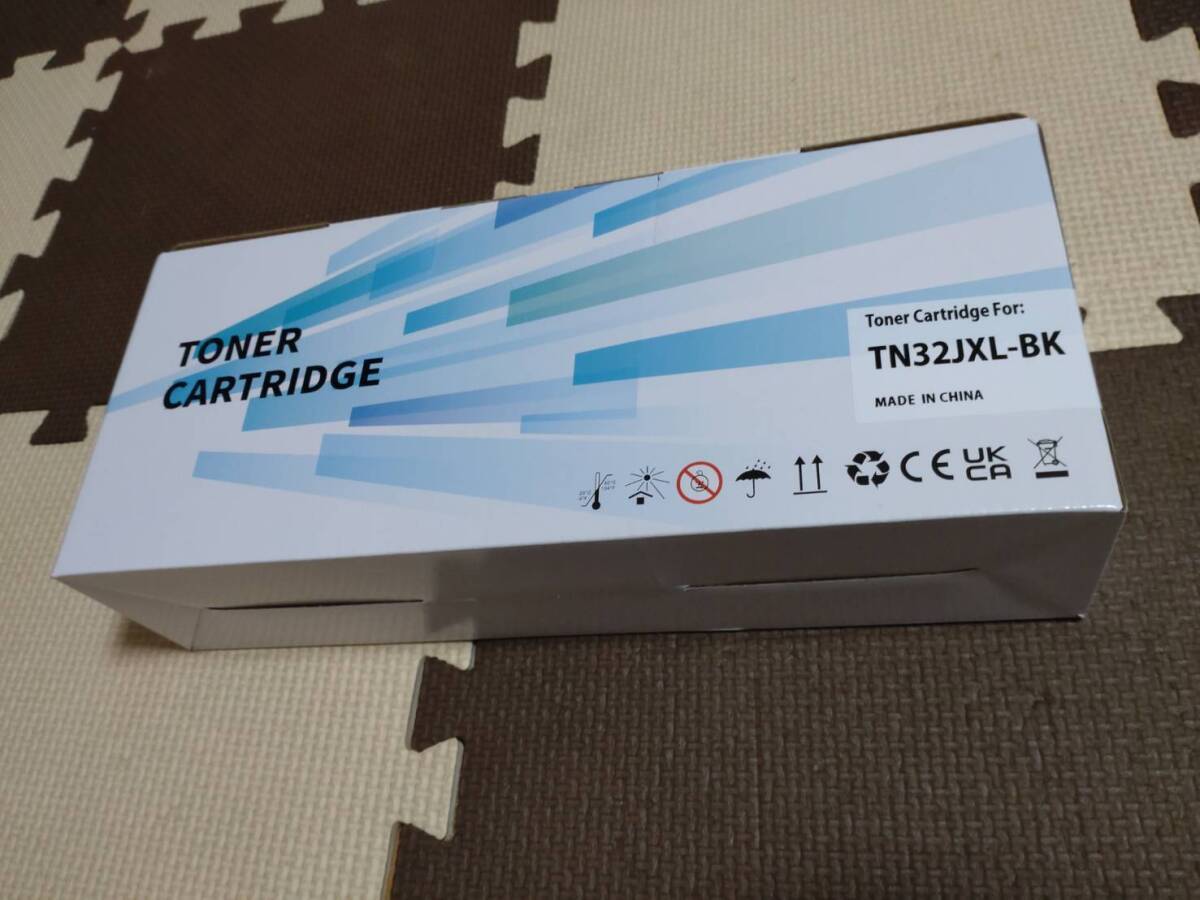 TONER
CARTRIDGE
Toner Cartridge For:
TN32JXL-BK
MADE IN CHINA
CE UK
CA